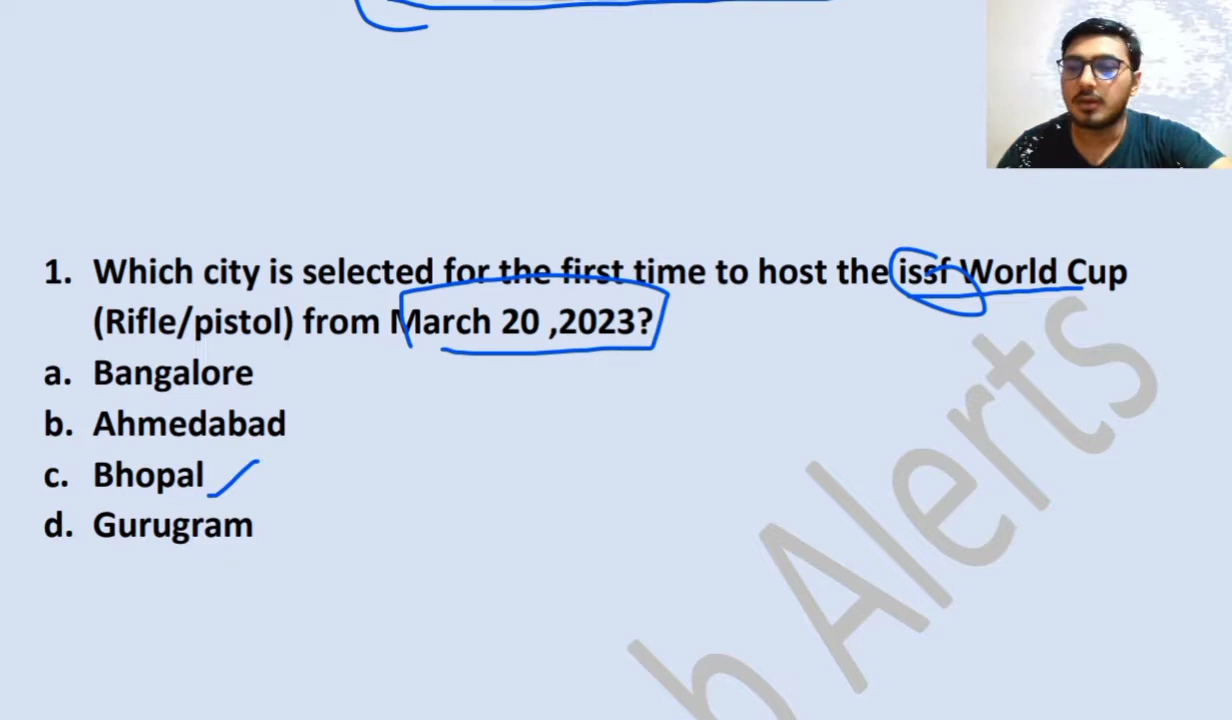 1. Which city is selected for the first time to host the issf World Cup
(Rifle/pistol) from March 20 ,2023?
a. Bangalore
b. Ahmedabad
c. Bhopal
d. Gurugram
b Alerts